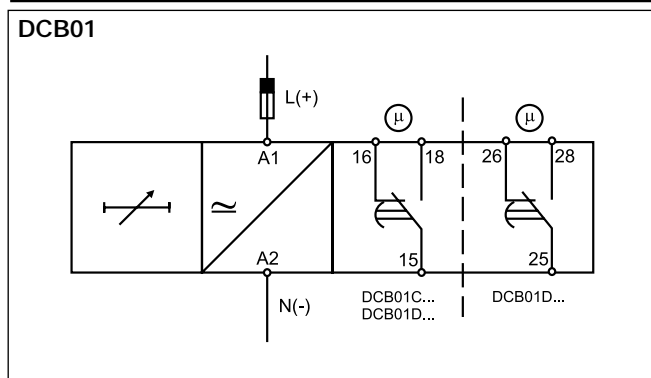 DCB01
L(+)
μ μ
A1 16 18 26 28
≃
A2 15 25
N(-)
DCB01C... DCB01D...
DCB01D...